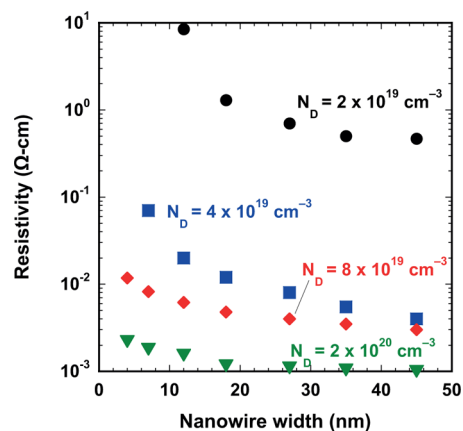 Resistivity (Ω-cm)
10¹
10⁰
10⁻¹
10⁻²
10⁻³
N_D = 2 x 10¹⁹ cm⁻³
N_D = 4 x 10¹⁹ cm⁻³
N_D = 8 x 10¹⁹ cm⁻³
N_D = 2 x 10²⁰ cm⁻³
0 10 20 30 40 50
Nanowire width (nm)